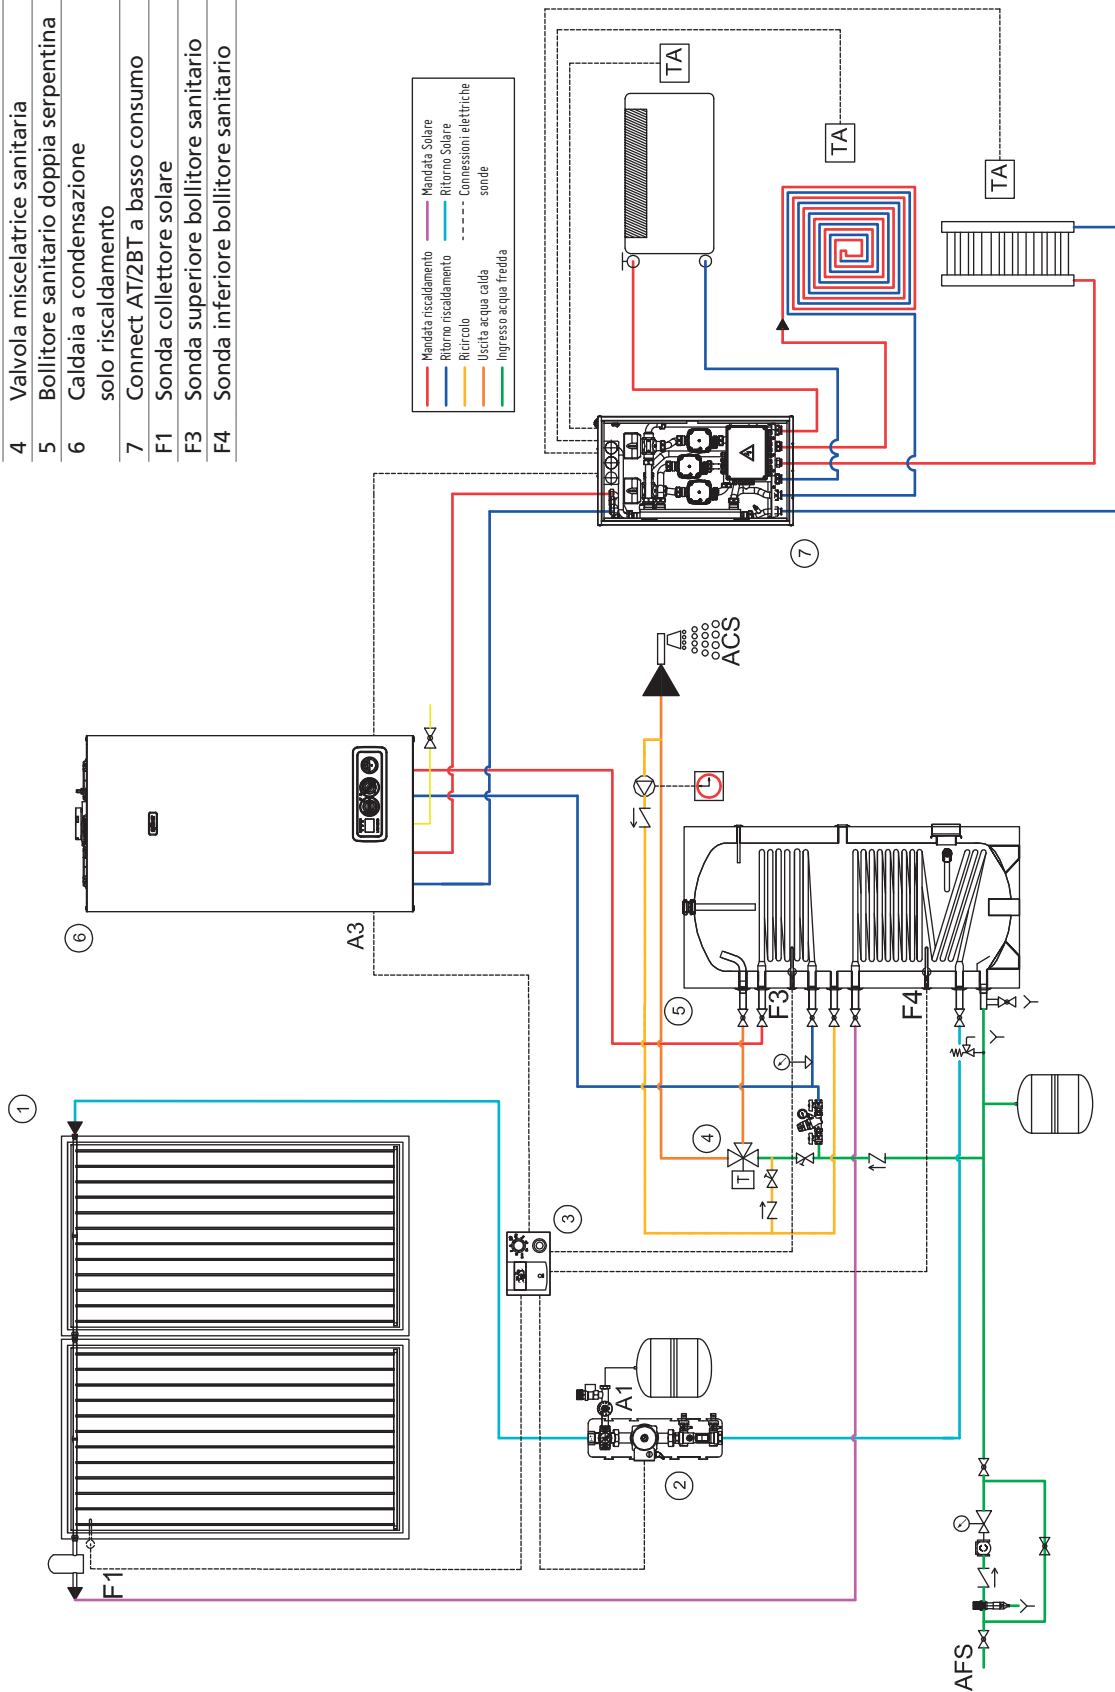 4 Valvola miscelatrice sanitaria
5 Bollitore sanitario doppia serpentina
6 Caldaia a condensazione
solo riscaldamento
7 Connect AT/2BT a basso consumo
F1 Sonda collettore solare
F3 Sonda superiore bollitore sanitario
F4 Sonda inferiore bollitore sanitario
Mandata riscaldamento
Ritorno riscaldamento
Ricircolo
Uscita acqua calda
Ingresso acqua fredda
Mandata Solare
Ritorno Solare
Connessioni elettriche
sonde
TA
TA
TA
7
6
A3
ACS
5
F3
F4
4
T
3
1
F1
A1
2
C
AFS